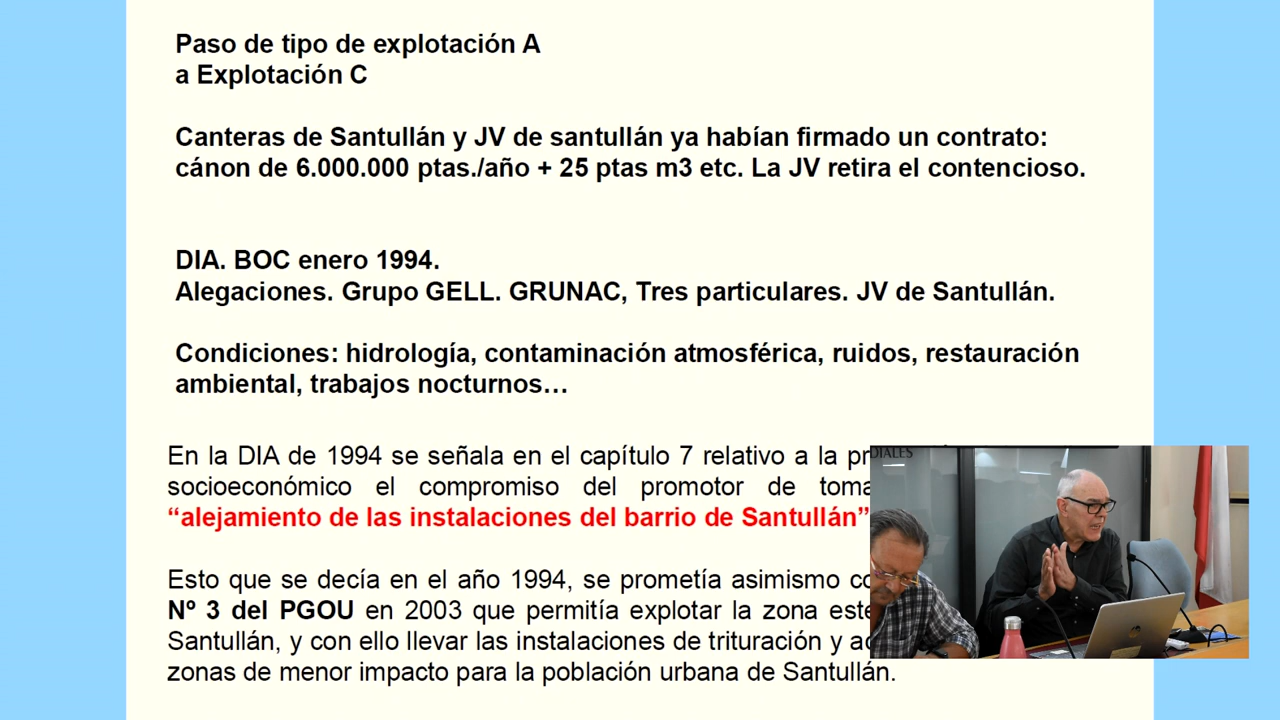 Paso de tipo de explotación A
a Explotación C
Canteras de Santullán y JV de santullán ya habían firmado un contrato:
cánon de 6.000.000 ptas./año + 25 ptas m3 etc. La JV retira el contencioso.
DIA. BOC enero 1994.
Alegaciones. Grupo GELL. GRUNAC, Tres particulares. JV de Santullán.
Condiciones: hidrología, contaminación atmosférica, ruidos, restauración
ambiental, trabajos nocturnos…
En la DIA de 1994 se señala en el capítulo 7 relativo a la
socioeconómico el compromiso del promotor de
“alejamiento de las instalaciones del barrio de Santullán”
Esto que se decía en el año 1994, se prometía asimismo
Nº 3 del PGOU en 2003 que permitía explotar la zona este
Santullán, y con ello llevar las instalaciones de trituración y
zonas de menor impacto para la población urbana de Santullán.
DIALES